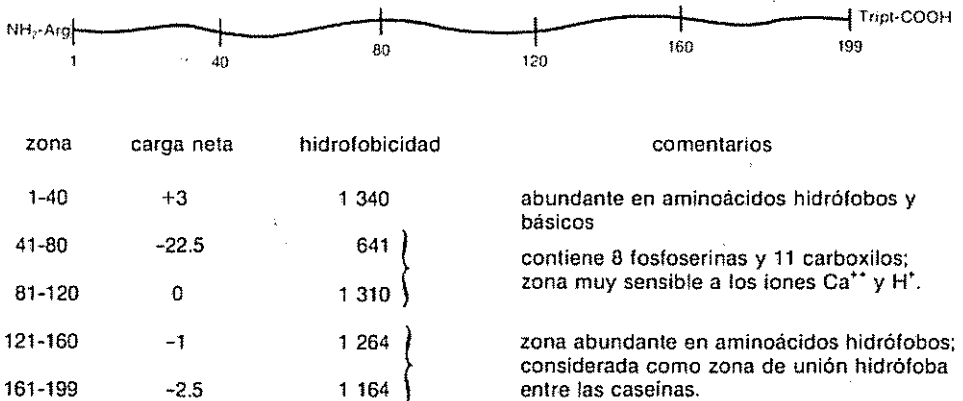 NH₂-Arg Tript-COOH
1 40 80 120 160 199
zona carga neta hidrofobicidad comentarios
1-40 +3 1 340 abundante en aminoácidos hidrófobos y
básicos
41-80 -22.5 641
contiene 8 fosfoserinas y 11 carboxilos;
81-120 0 1 310 zona muy sensible a los iones Ca⁺⁺ y H⁺.
121-160 -1 1 264 zona abundante en aminoácidos hidrófobos;
considerada como zona de unión hidrófoba
161-199 -2.5 1 164 entre las caseínas.